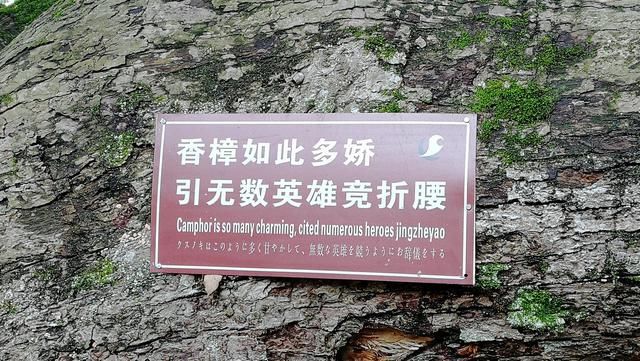 香樟如此多娇
引无数英雄竞折腰
Camphor is so many charming, cited numerous heroes jingzheyao
クスノキはこのように多く甘やかして、無数な英雄を競うようにお辞儀をする